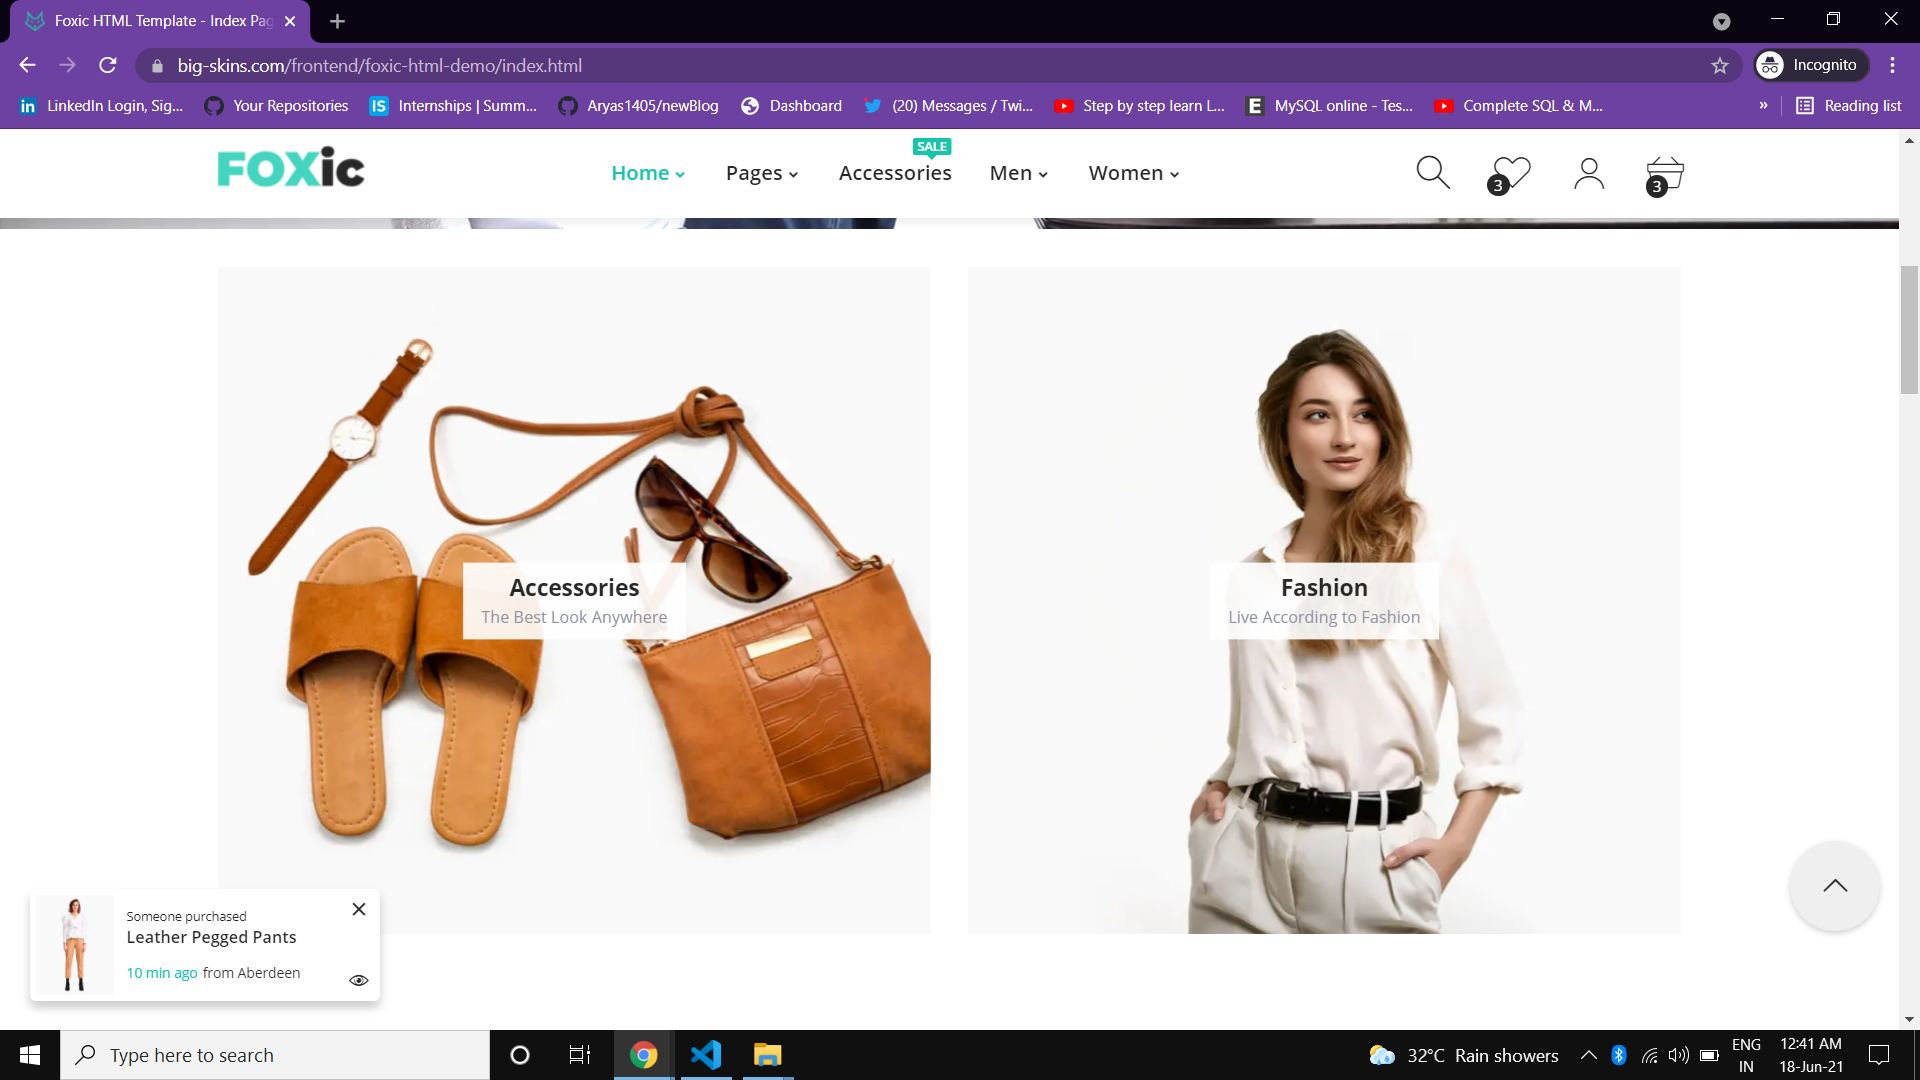 Foxic HTML Template - Index Pag
big-skins.com/frontend/foxic-html-demo/index.html
Incognito
LinkedIn Login, Sig...
Your Repositories
IS
Internships | Summ...
Aryas1405/newBlog
Dashboard
(20) Messages / Twi...
Step by step learn L...
E
MySQL online - Tes...
Complete SQL & M...
»
Reading list
FOXic
Home
Pages
SALE
Accessories
Men
Women
3
3
Accessories
The Best Look Anywhere
Fashion
Live According to Fashion
Someone purchased
Leather Pegged Pants
10 min ago from Aberdeen
Type here to search
32°C Rain showers
ENG
IN
12:41 AM
18-Jun-21